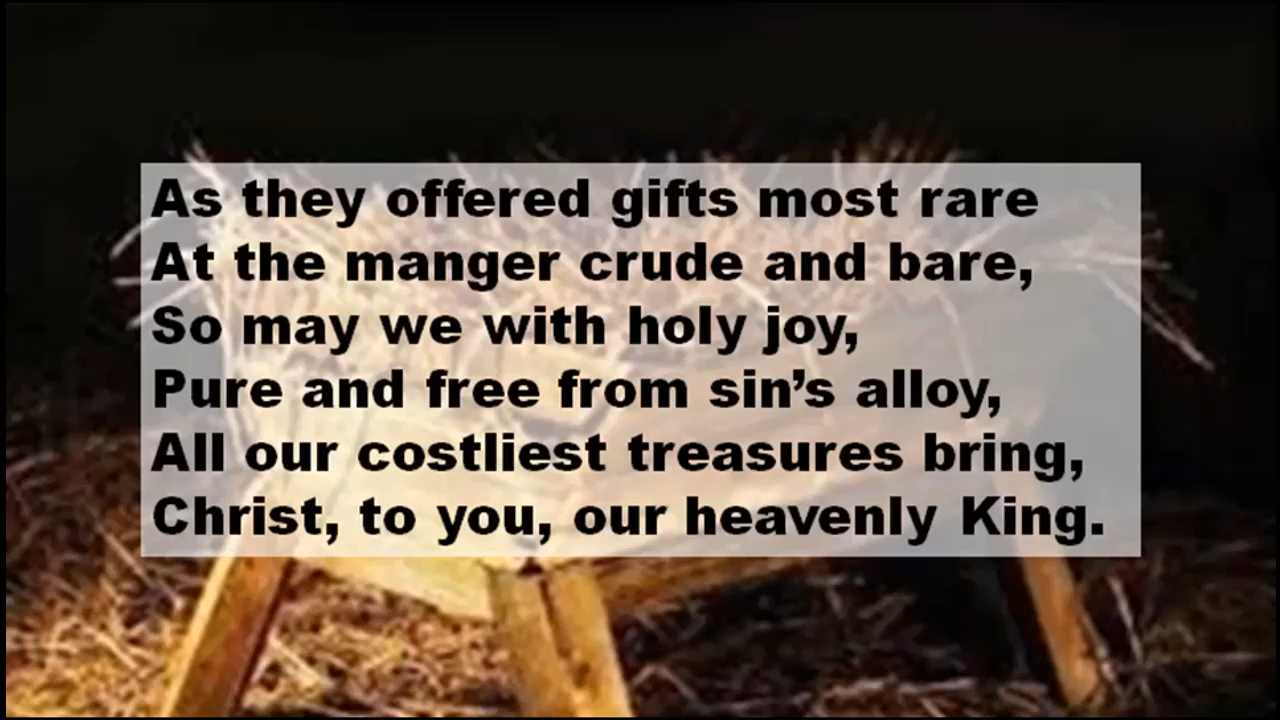 As they offered gifts most rare
At the manger crude and bare,
So may we with holy joy,
Pure and free from sin’s alloy,
All our costliest treasures bring,
Christ, to you, our heavenly King.